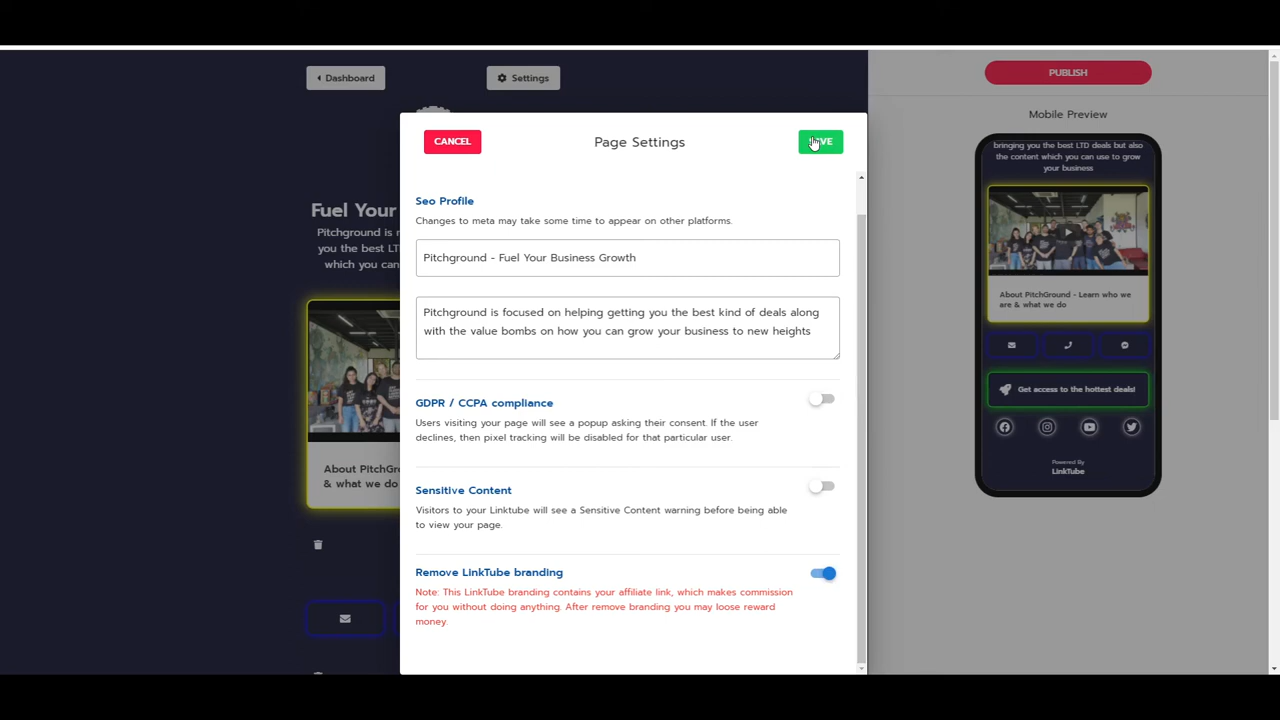 Dashboard
Settings
PUBLISH
Mobile Preview
CANCEL
Page Settings
Seo Profile
Changes to meta may take some time to appear on other platforms.
Pitchground - Fuel Your Business Growth
Pitchground is focused on helping getting you the best kind of deals along
with the value bombs on how you can grow your business to new heights
GDPR / CCPA compliance
Users visiting your page will see a popup asking their consent. If the user
declines, then pixel tracking will be disabled for that particular user.
Sensitive Content
Visitors to your Linktube will see a Sensitive Content warning before being able
to view your page.
Remove LinkTube branding
Note: This LinkTube branding contains your affiliate link, which makes commission
for you without doing anything. After remove branding you may loose reward
money.
Fuel Your
Pitchground is
you the best LTD
which you can
About PitchGro
& what we do
bringing you the best LTD deals but also
the content which you can use to grow
your business
About PitchGround - Learn who we
are & what we do
Get access to the hottest deals!
Powered By
LinkTube